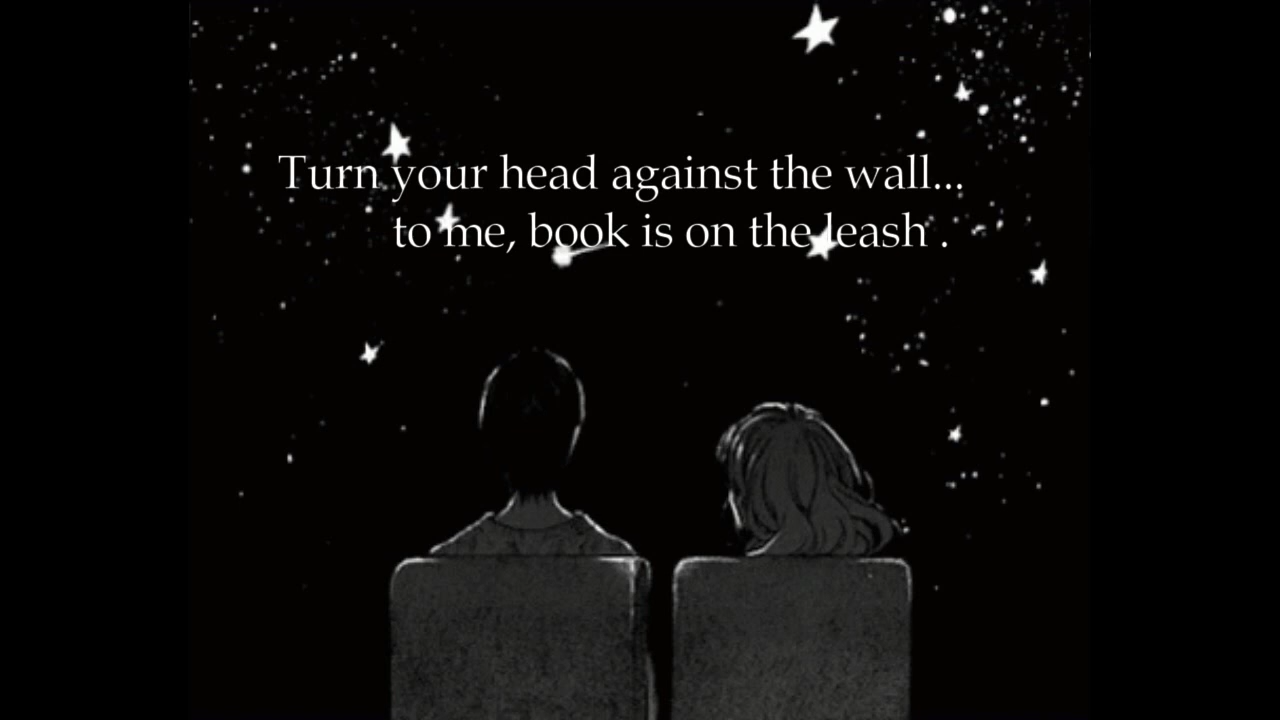 Turn your head against the wall...
to me, book is on the leash .